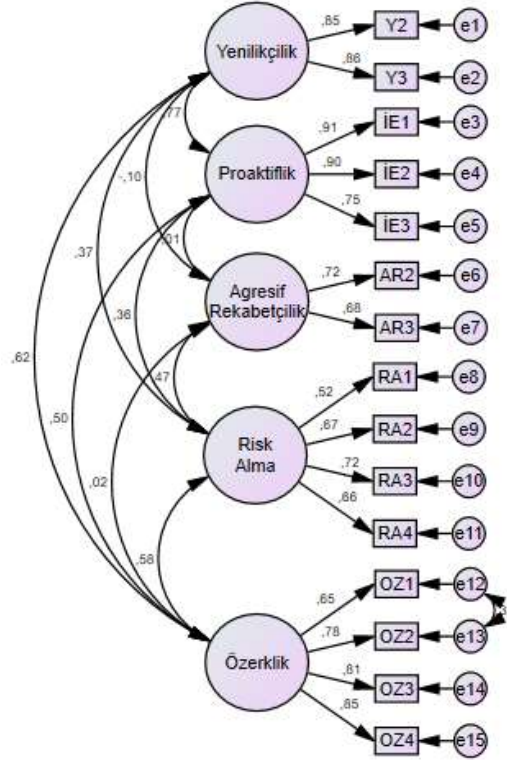 ,85
Y2
e1
Yenilikçilik
,86
Y3
e2
,77
,91
İE1
e3
Proaktiflik
,90
İE2
e4
-,10
,75
İE3
e5
,01
,37
,72
AR2
e6
Agresif
Rekabetçilik
,36
,68
AR3
e7
,62
,47
,52
RA1
e8
,50
,67
RA2
e9
Risk
Alma
,72
RA3
e10
,02
,66
RA4
e11
,58
,65
OZ1
e12
,78
OZ2
e13
Özerklik
,81
OZ3
e14
,85
OZ4
e15